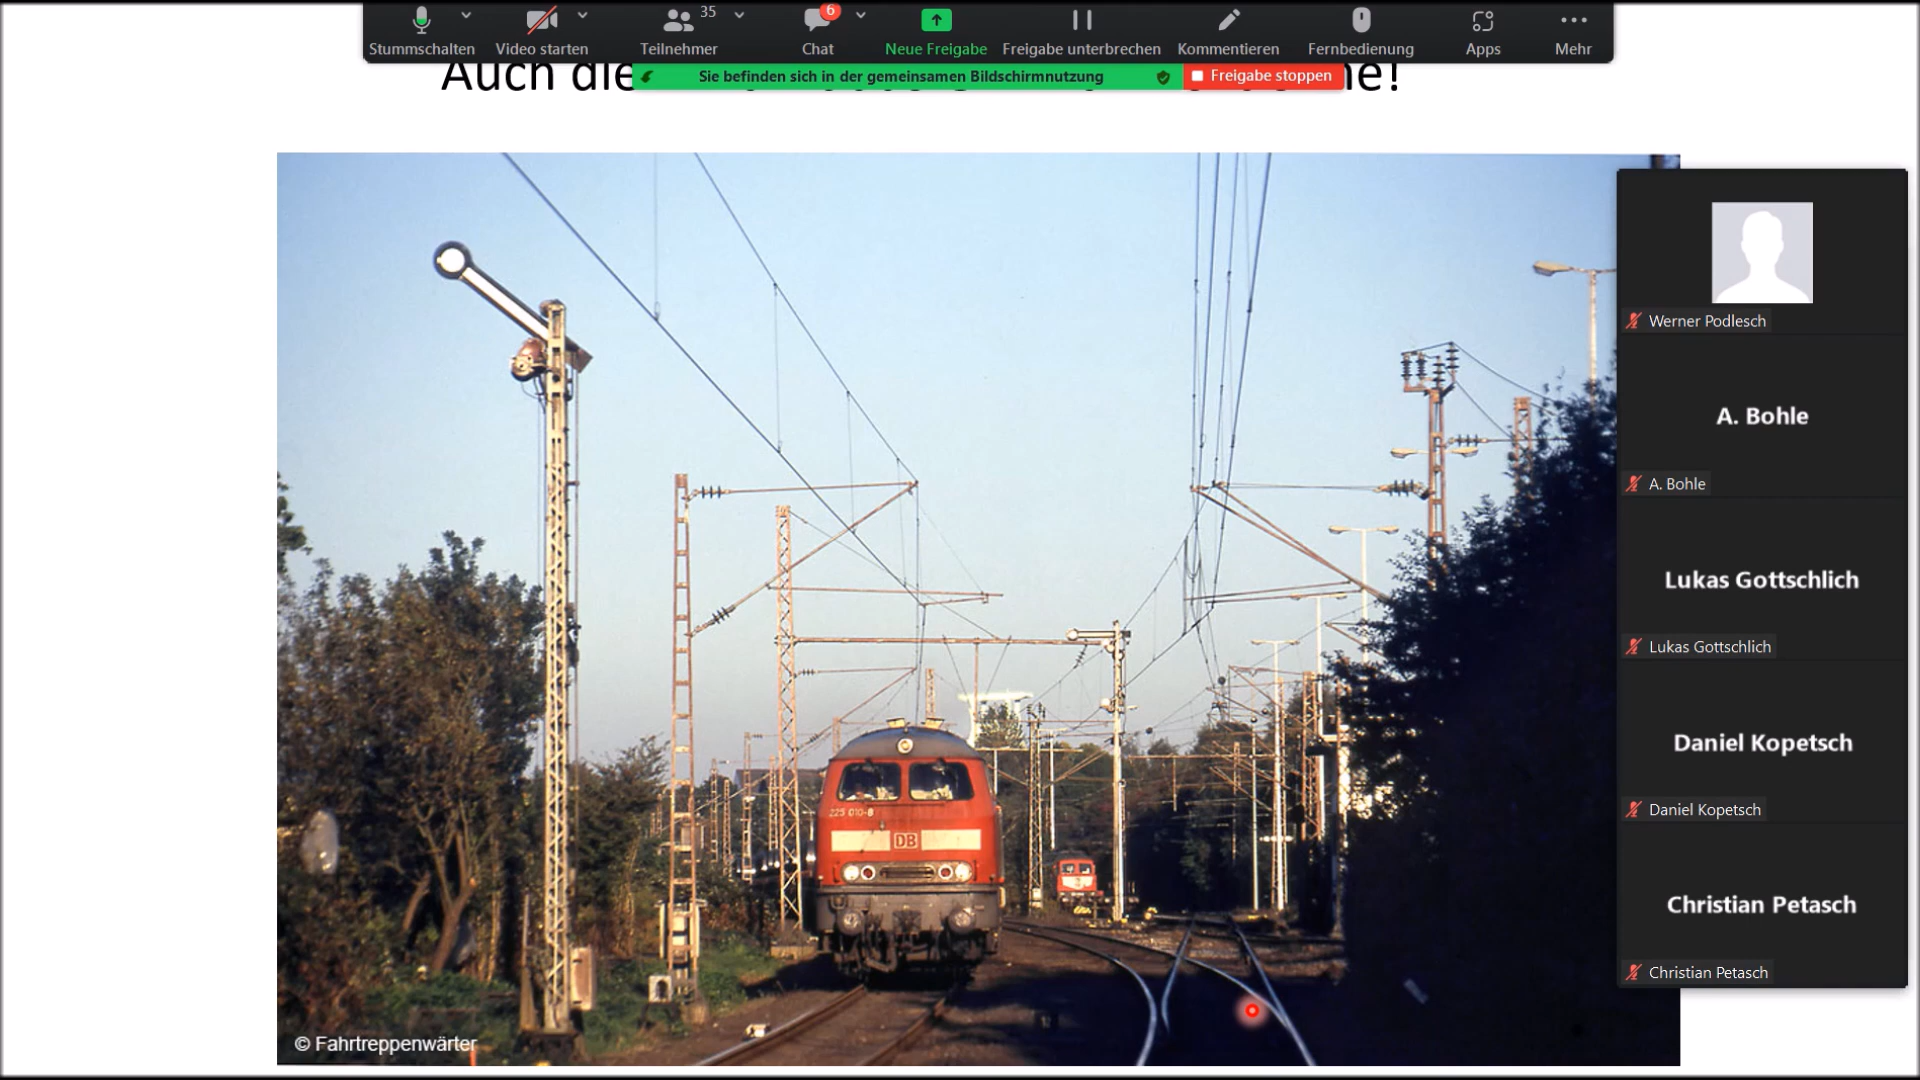 Stummschalten
Video starten
35
Teilnehmer
6
Chat
Neue Freigabe
Freigabe unterbrechen
Kommentieren
Fernbedienung
Apps
Mehr
Sie befinden sich in der gemeinsamen Bildschirmnutzung
Freigabe stoppen
Auch die
Werner Podlesch
A. Bohle
A. Bohle
Lukas Gottschlich
Lukas Gottschlich
Daniel Kopetsch
Daniel Kopetsch
Christian Petasch
Christian Petasch
225 010-8
DB
© Fahrtreppenwärter